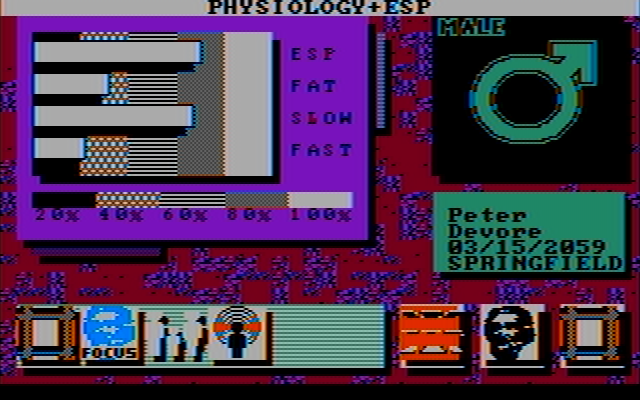 PHYSIOLOGY+ESP
MALE
ESP
FAT
SLOW
FAST
20% 40% 60% 80% 100%
Peter
Devore
03/15/2059
SPRINGFIELD
FOCUS